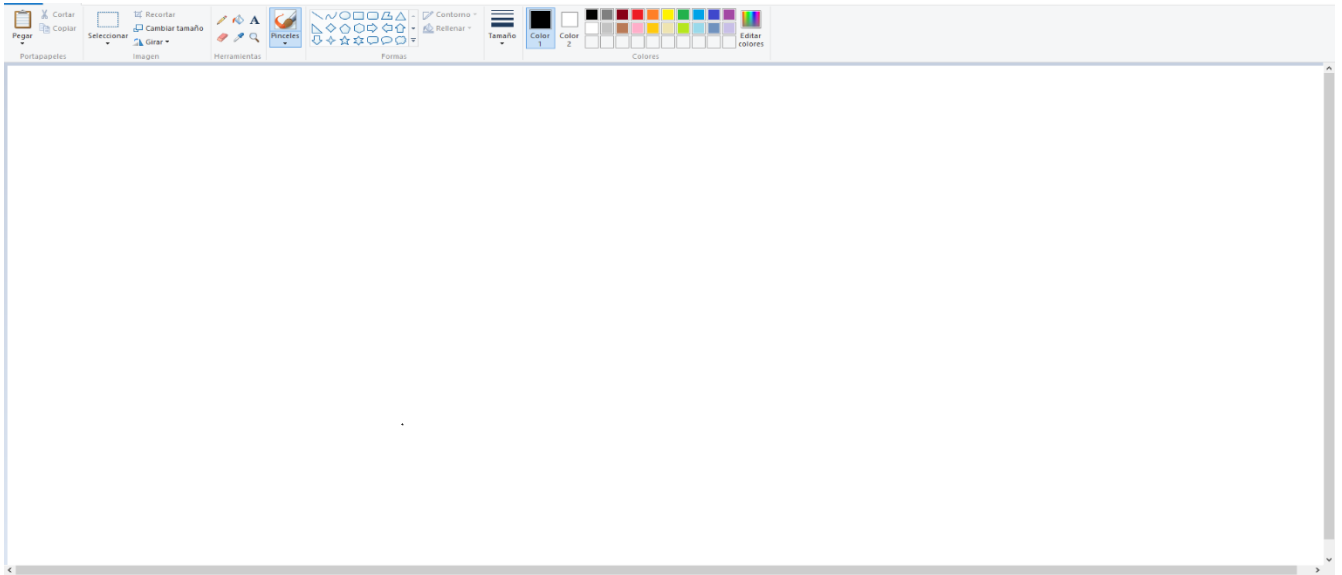 Pegar
Cortar
Copiar
Portapapeles
Seleccionar
Recortar
Cambiar tamaño
Girar
Imagen
A
Herramientas
Pinceles
Contorno
Rellenar
Formas
Tamaño
Color
1
Color
2
Editar
colores
Colores